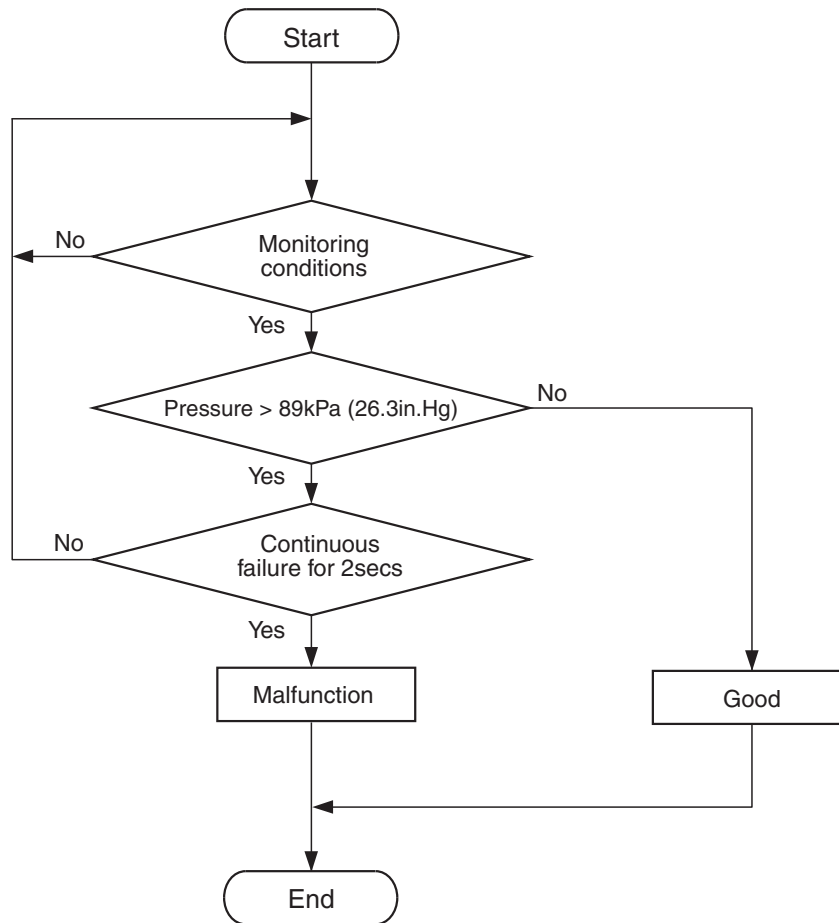 Start
No
Monitoring
conditions
Yes
Pressure > 89kPa (26.3in.Hg)
No
Yes
No
Continuous
failure for 2secs
Yes
Malfunction
Good
End